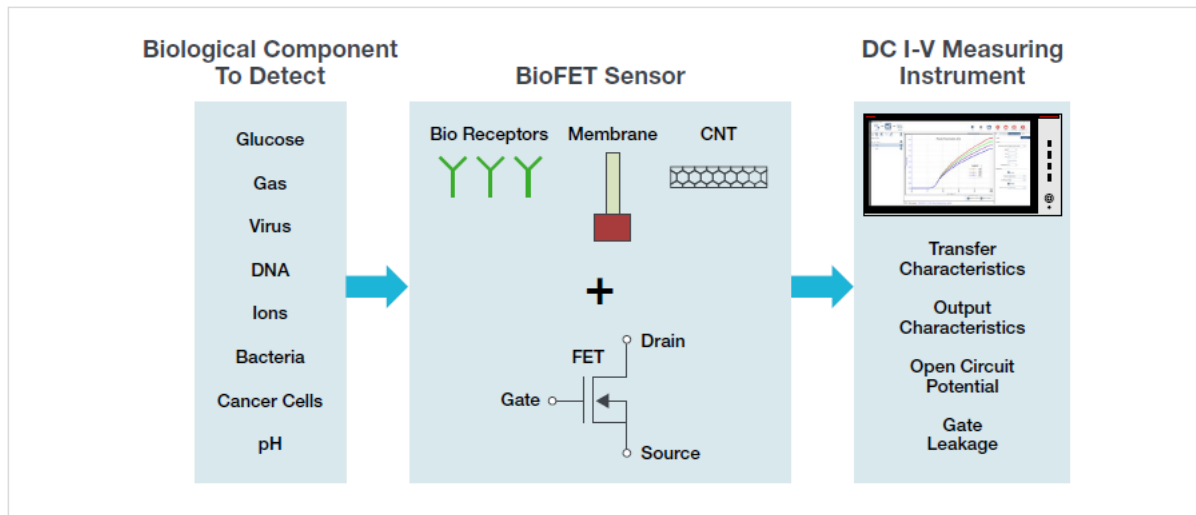 Biological Component
To Detect
Glucose
Gas
Virus
DNA
Ions
Bacteria
Cancer Cells
pH
BioFET Sensor
Bio Receptors
Membrane
CNT
+
FET
Drain
Gate
Source
DC I-V Measuring
Instrument
Transfer
Characteristics
Output
Characteristics
Open Circuit
Potential
Gate
Leakage